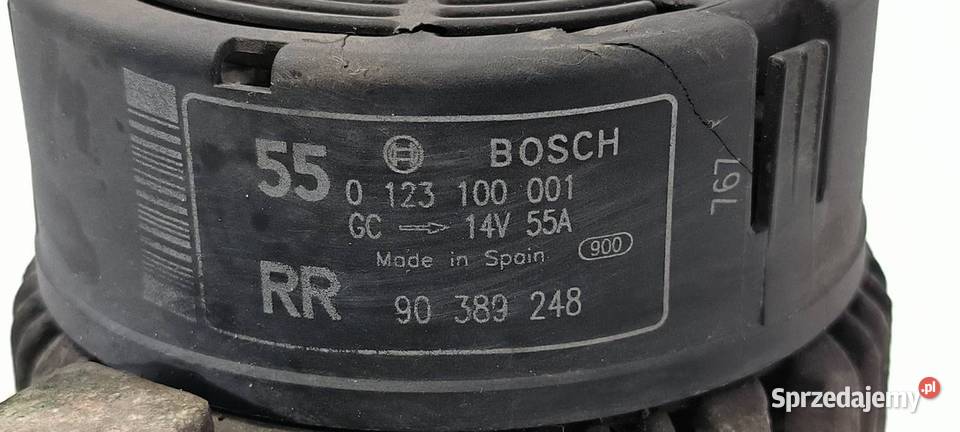 55 BOSCH
0 123 100 001
GC 14V 55A
Made in Spain 900
RR 90 389 248
767
Sprzedajemy.pl